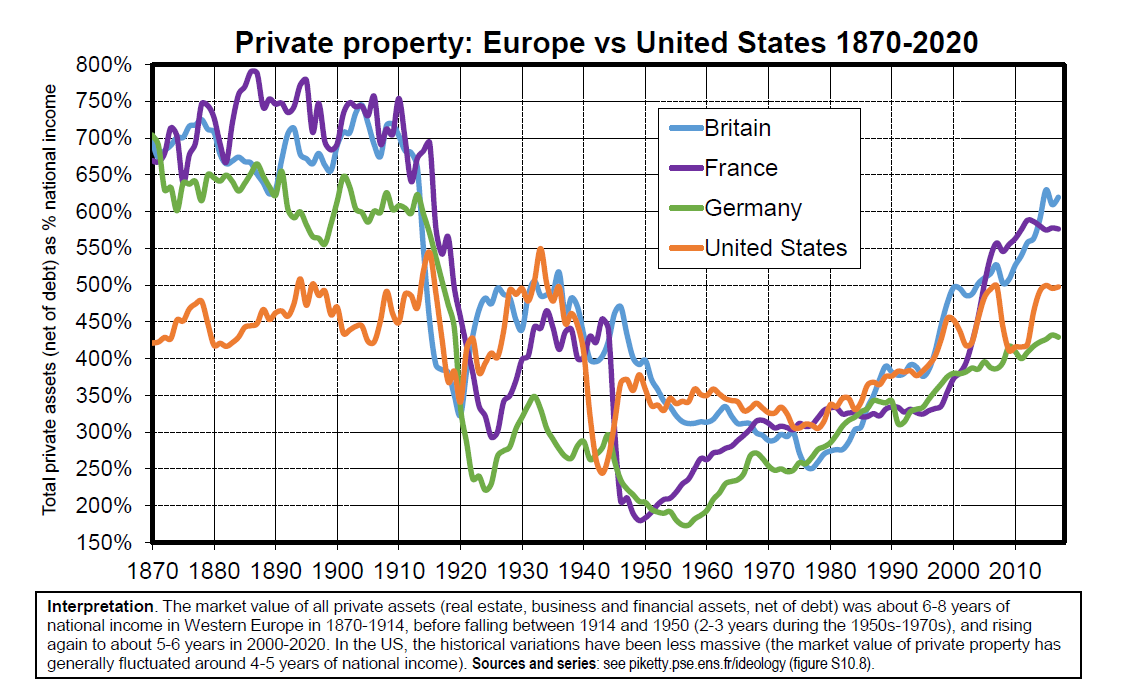 Private property: Europe vs United States 1870-2020
Total private assets (net of debt) as % national income
800%
750%
700%
650%
600%
550%
500%
450%
400%
350%
300%
250%
200%
150%
Britain
France
Germany
United States
1870 1880 1890 1900 1910 1920 1930 1940 1950 1960 1970 1980 1990 2000 2010
Interpretation. The market value of all private assets (real estate, business and financial assets, net of debt) was about 6-8 years of
national income in Western Europe in 1870-1914, before falling between 1914 and 1950 (2-3 years during the 1950s-1970s), and rising
again to about 5-6 years in 2000-2020. In the US, the historical variations have been less massive (the market value of private property has
generally fluctuated around 4-5 years of national income). Sources and series: see piketty.pse.ens.fr/ideology (figure S10.8).